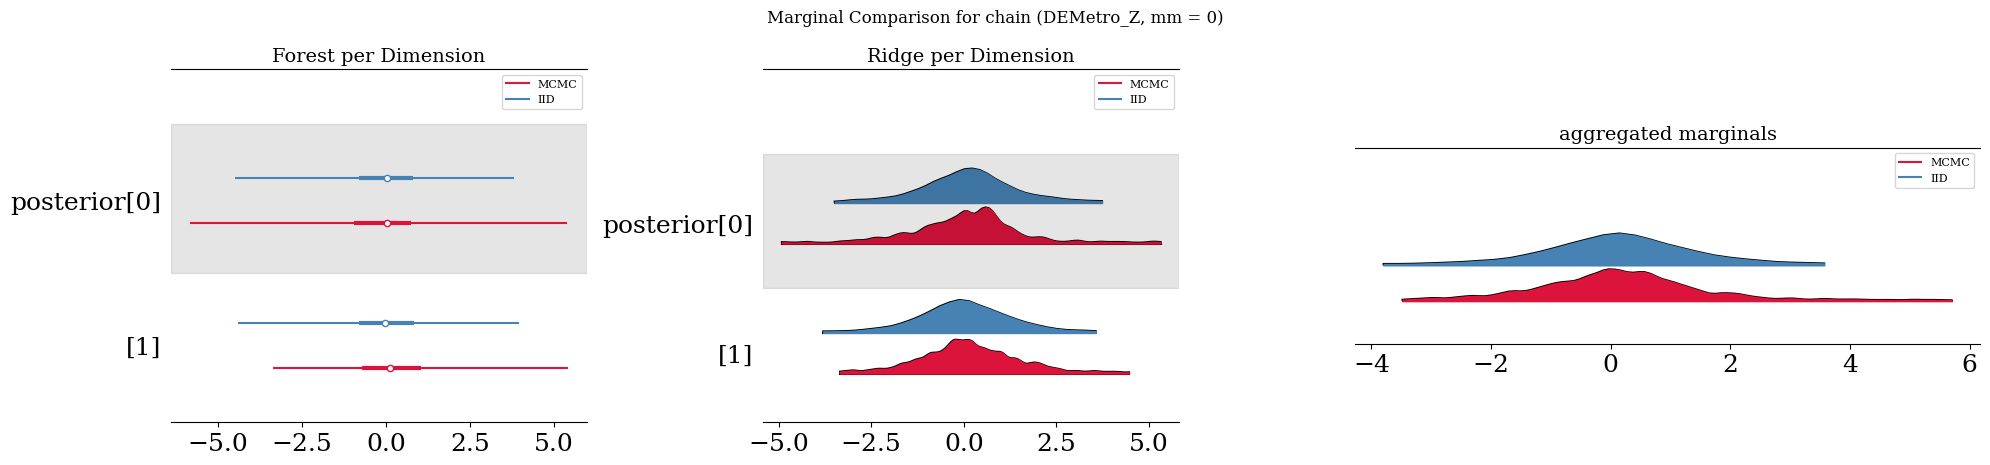 Marginal Comparison for chain (DEMetro_Z, mm = 0)
Forest per Dimension
MCMC
IID
posterior[0]
[1]
−5.0 −2.5 0.0 2.5 5.0
Ridge per Dimension
MCMC
IID
posterior[0]
[1]
−5.0 −2.5 0.0 2.5 5.0
aggregated marginals
MCMC
IID
−4 −2 0 2 4 6